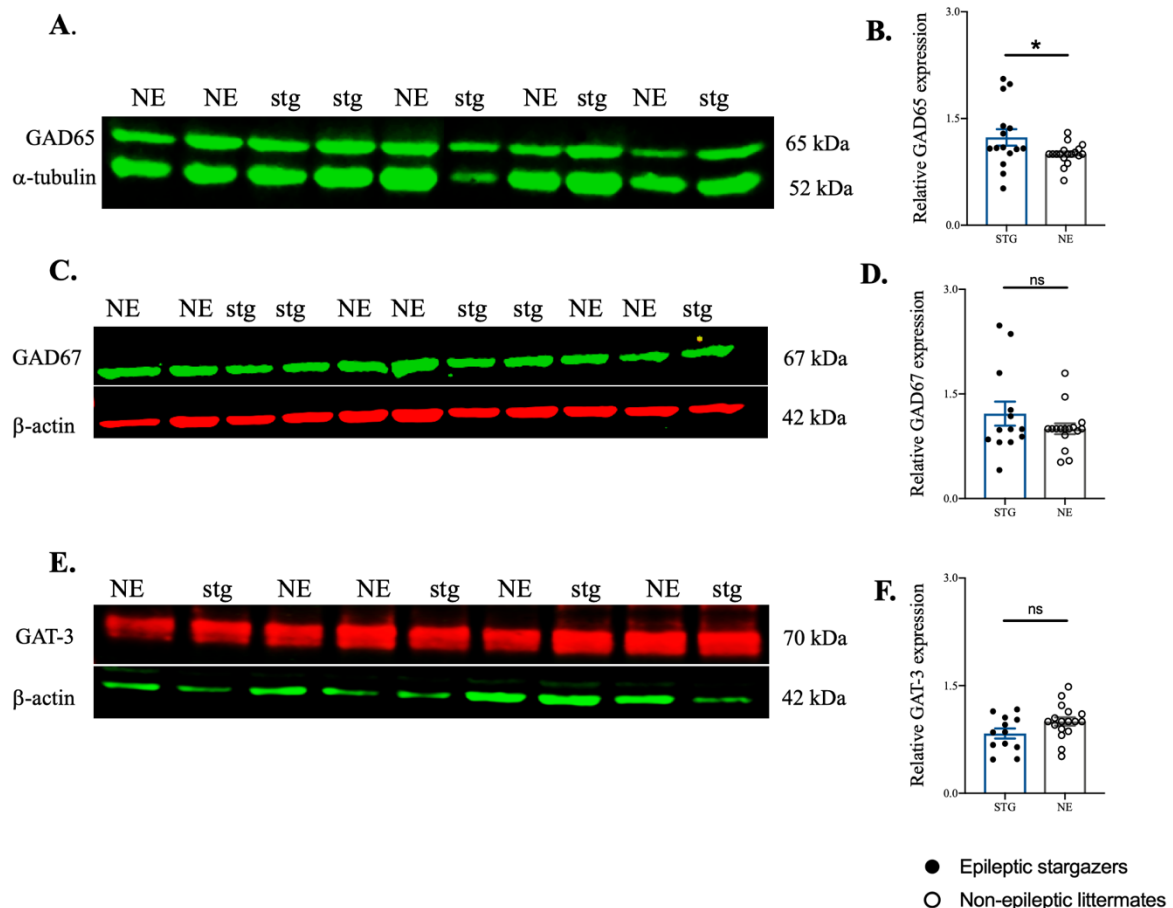 A.
NE NE stg stg NE stg NE stg NE stg
GAD65 65 kDa
α-tubulin 52 kDa
B.
Relative GAD65 expression
3.0
1.5
0.0
*
STG NE
C.
NE NE stg stg NE NE stg stg NE NE stg
*
GAD67 67 kDa
β-actin 42 kDa
D.
Relative GAD67 expression
3.0
1.5
0.0
ns
STG NE
E.
NE stg NE NE stg NE stg NE stg
GAT-3 70 kDa
β-actin 42 kDa
F.
Relative GAT-3 expression
3.0
1.5
0.0
ns
STG NE
Epileptic stargazers
Non-epileptic littermates